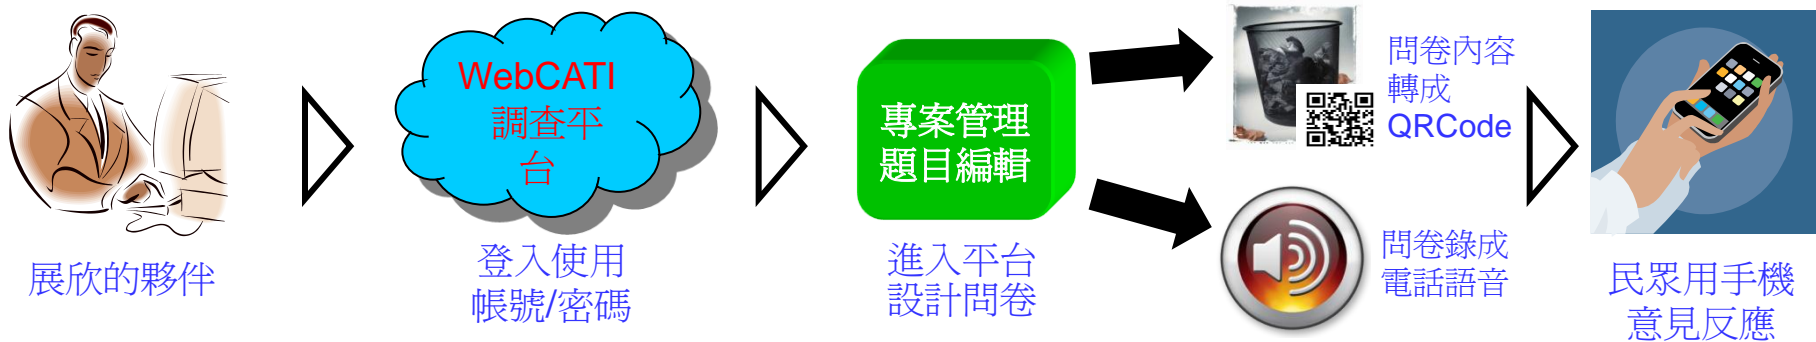 展欣的夥伴
WebCATI
調查平
台
登入使用
帳號/密碼
專案管理
題目編輯
進入平台
設計問卷
問卷內容
轉成
QRCode
問卷錄成
電話語音
民眾用手機
意見反應